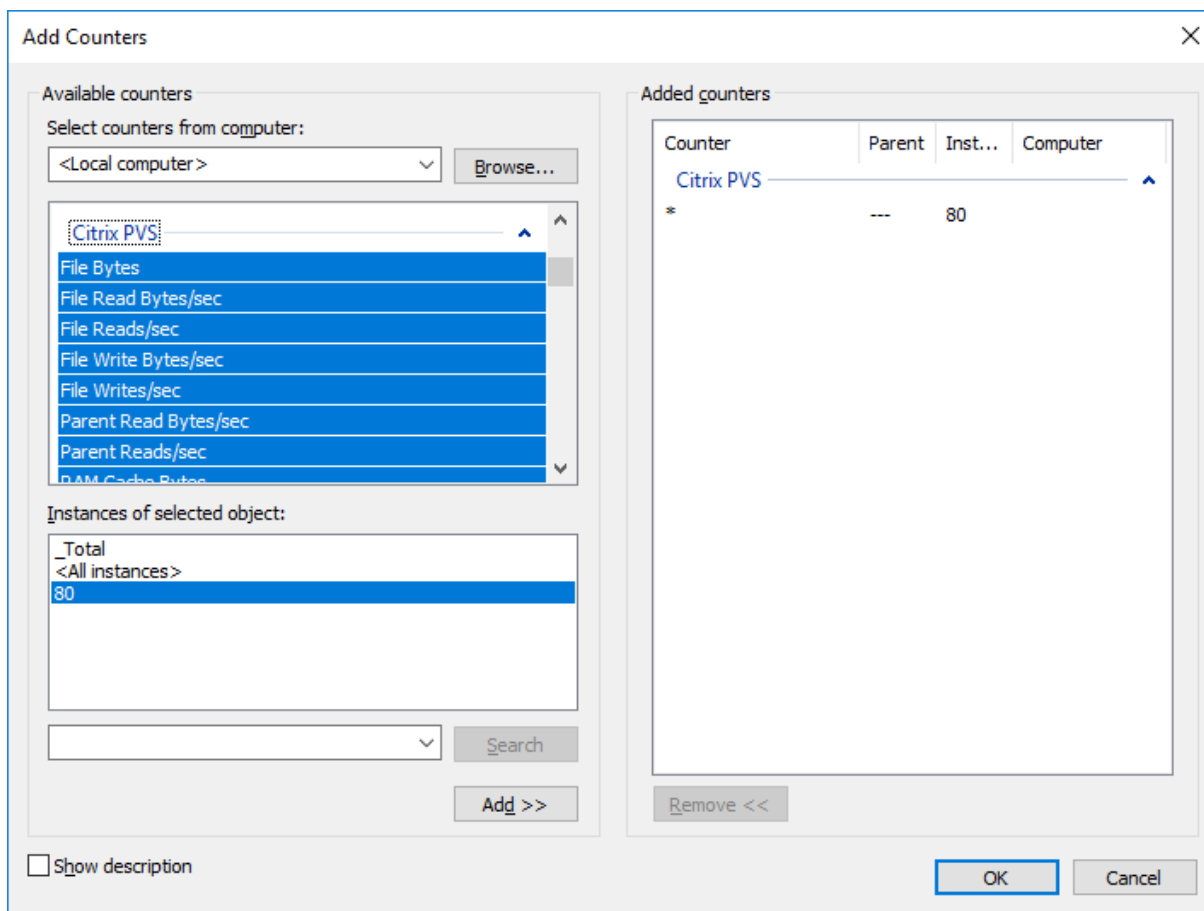 Add Counters
Available counters
Select counters from computer:
<Local computer>
Browse...
Citrix PVS
File Bytes
File Read Bytes/sec
File Reads/sec
File Write Bytes/sec
File Writes/sec
Parent Read Bytes/sec
Parent Reads/sec
RAM Cache Bytes
Instances of selected object:
_Total
<All instances>
80
Search
Add >>
Show description
Added counters
Counter Parent Inst... Computer
Citrix PVS
* --- 80
Remove <<
OK Cancel